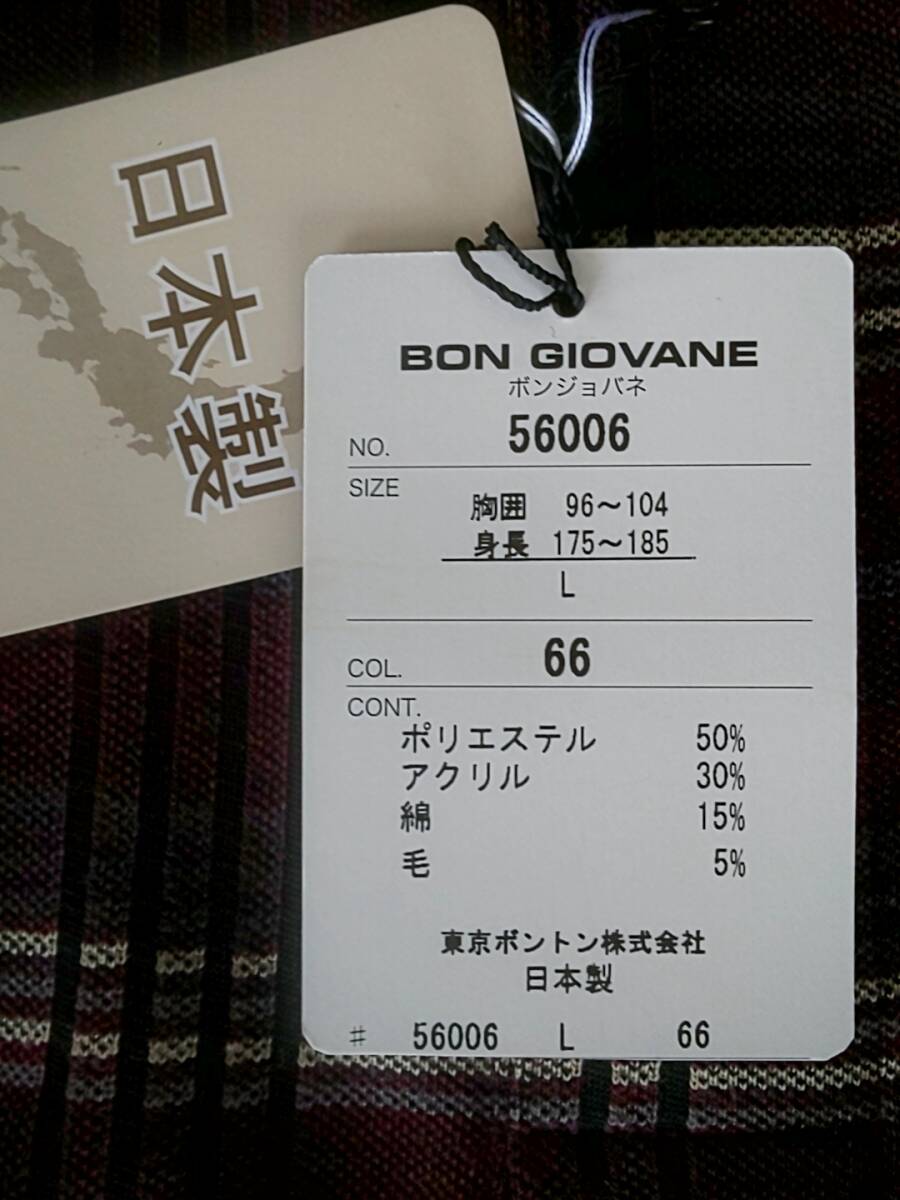 日本製
BON GIOVANE
ボンジョバネ
NO. 56006
SIZE
胸囲 96～104
身長 175～185
L
COL. 66
CONT.
ポリエステル 50%
アクリル 30%
綿 15%
毛 5%
東京ボントン株式会社
日本製
# 56006 L 66